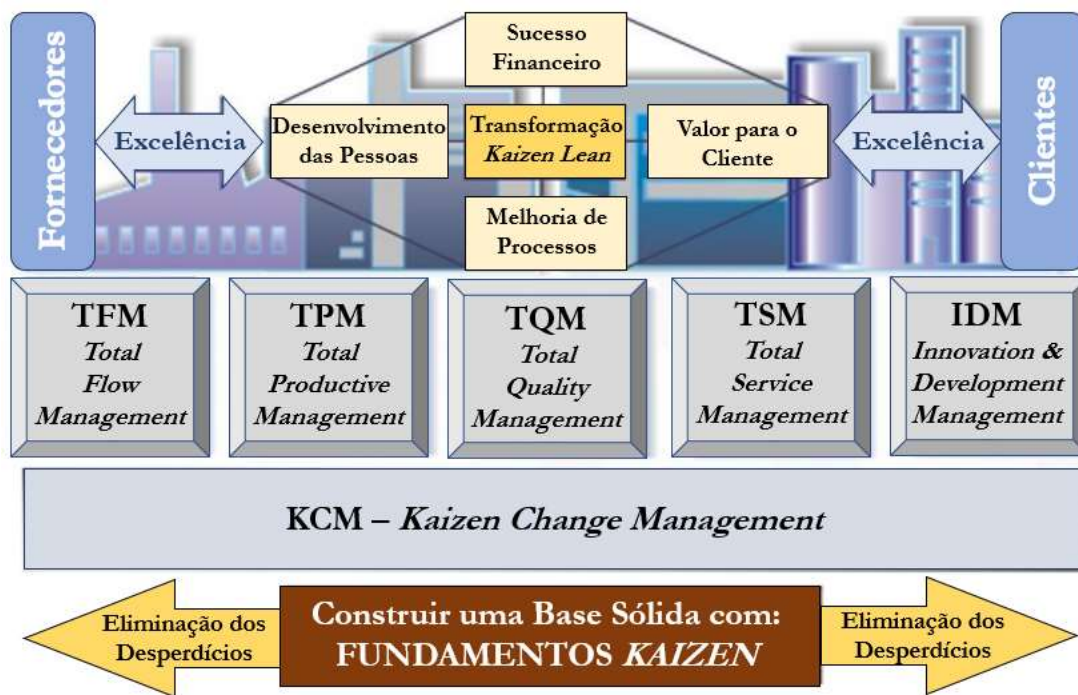 Fornecedores
Excelência
Sucesso
Financeiro
Desenvolvimento
das Pessoas
Transformação
Kaizen Lean
Valor para o
Cliente
Melhoria de
Processos
Excelência
Clientes
TFM
Total
Flow
Management
TPM
Total
Productive
Management
TQM
Total
Quality
Management
TSM
Total
Service
Management
IDM
Innovation &
Development
Management
KCM – Kaizen Change Management
Eliminação dos
Desperdícios
Construir uma Base Sólida com:
FUNDAMENTOS KAIZEN
Eliminação dos
Desperdícios